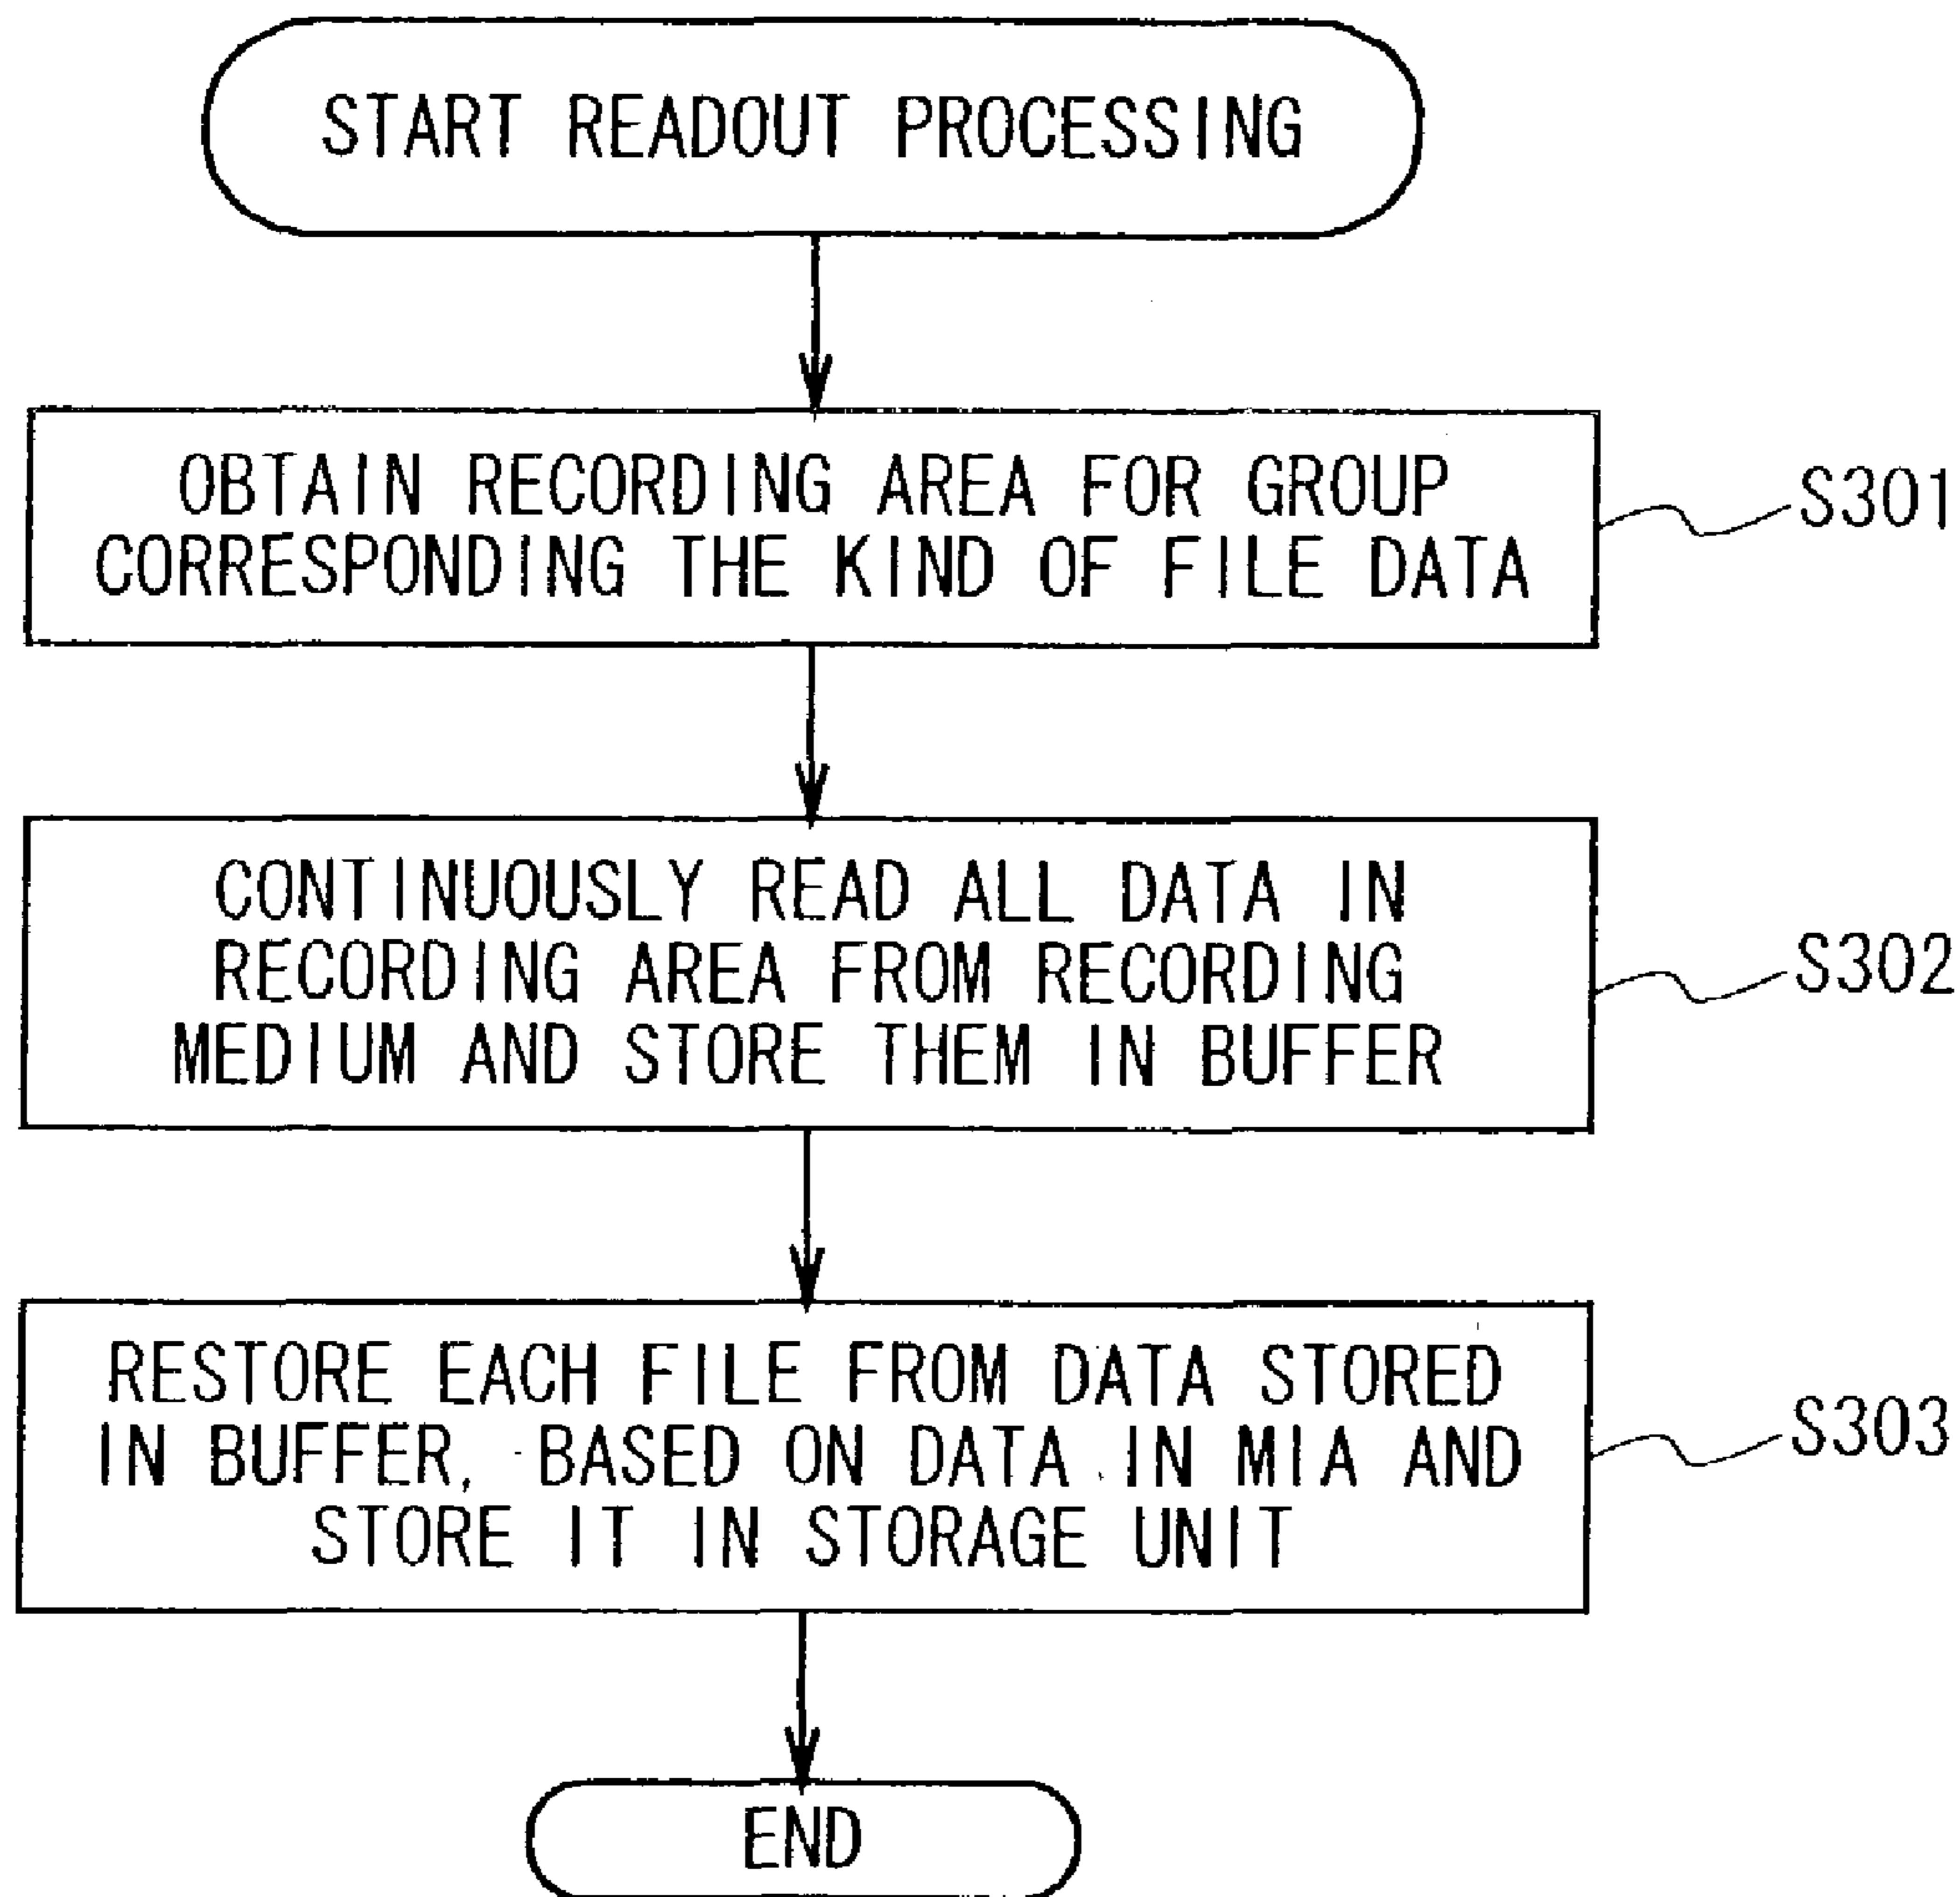 START READOUT PROCESSING
OBTAIN RECORDING AREA FOR GROUP
CORRESPONDING THE KIND OF FILE DATA
S301
CONTINUOUSLY READ ALL DATA IN
RECORDING AREA FROM RECORDING
MEDIUM AND STORE THEM IN BUFFER
S302
RESTORE EACH FILE FROM DATA STORED
IN BUFFER, BASED ON DATA IN MIA AND
STORE IT IN STORAGE UNIT
S303
END